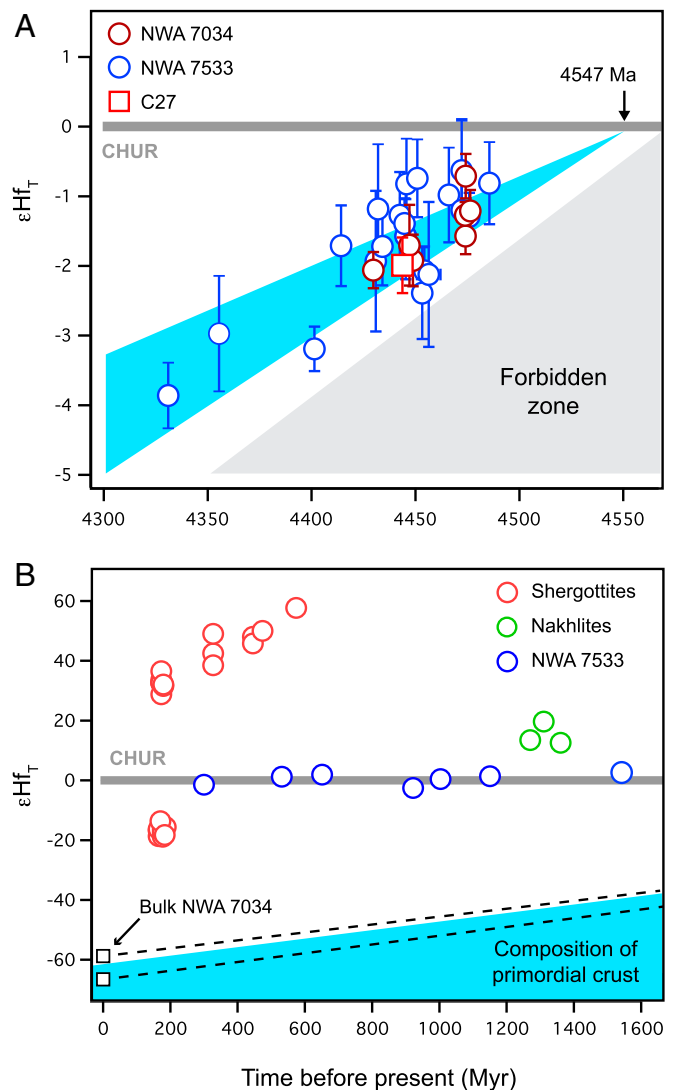 A
NWA 7034
NWA 7533
C27
4547 Ma
CHUR
Forbidden
zone
εHf_T
1
0
-1
-2
-3
-4
-5
4300
4350
4400
4450
4500
4550
B
Shergottites
Nakhlites
NWA 7533
CHUR
Bulk NWA 7034
Composition of
primordial crust
εHf_T
60
40
20
0
-20
-40
-60
0
200
400
600
800
1000
1200
1400
1600
Time before present (Myr)